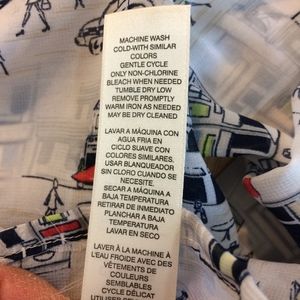 MACHINE WASH
COLD-WITH SIMILAR
COLORS
GENTLE CYCLE
ONLY NON-CHLORINE
BLEACH WHEN NEEDED
TUMBLE DRY LOW
REMOVE PROMPTLY
WARM IRON AS NEEDED
MAY BE DRY CLEANED
LAVAR A MÁQUINA CON
AGUA FRIA EN
CICLO SUAVE CON
COLORES SIMILARES.
USAR BLANQUEADOR
SIN CLORO CUANDO SE
NECESITE.
SECAR A MÁQUINA A
BAJA TEMPERATURA
RETIRAR DE INMEDIATO
PLANCHAR A BAJA
TEMPERATURA
LAVAR EN SECO
LAVER À LA MACHINE À
L'EAU FROIDE AVEC DES
VÊTEMENTS DE
COULEURS
SEMBLABLES
CYCLE DÉLICAT